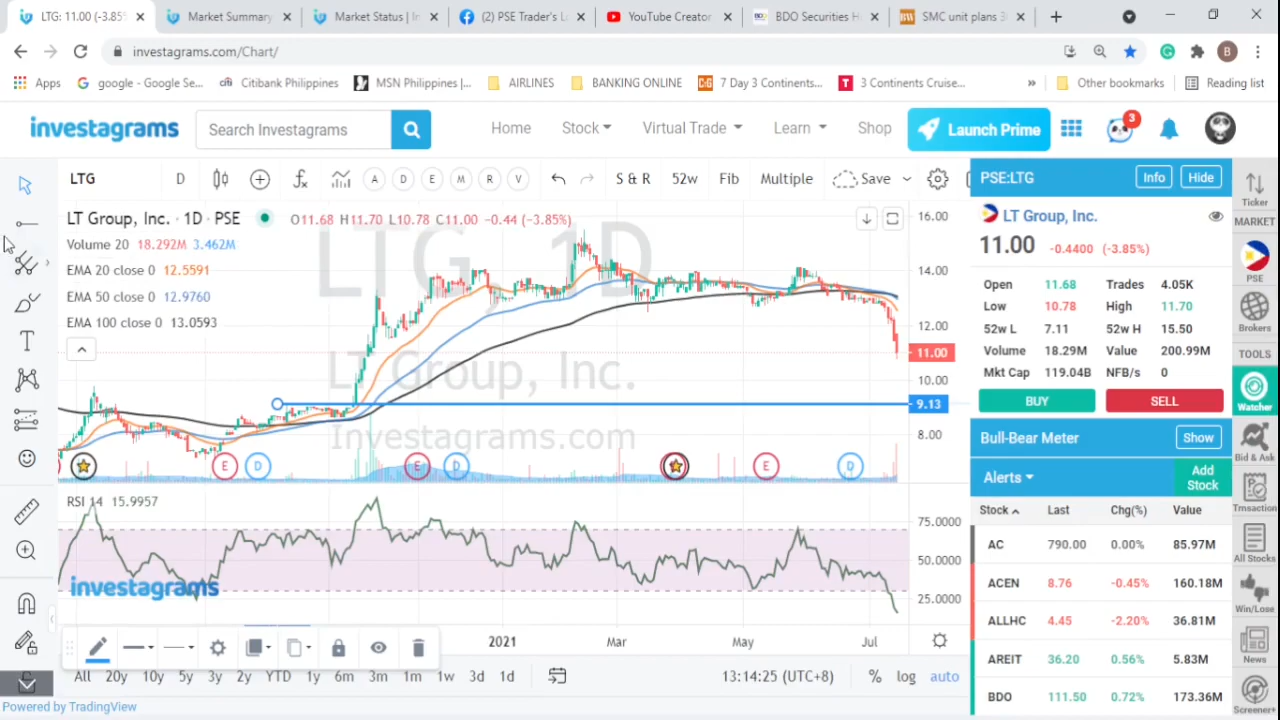 LTG: 11.00 (-3.85%
Market Summary
Market Status | In
(2) PSE Trader's L
YouTube Creator
BDO BDO Securities H
BW SMC unit plans 3
investagrams.com/Chart/
B
Apps
google - Google Se...
Citibank Philippines
MSN Philippines |...
AIRLINES
BANKING ONLINE
7 Day 3 Continents...
T 3 Continents Cruise...
»
Other bookmarks
Reading list
investagrams
Search Investagrams
Home
Stock
Virtual Trade
Learn
Shop
Launch Prime
3
LTG
D
A
D
E
M
R
V
S & R
52w
Fib
Multiple
Save
PSE:LTG
Info
Hide
Ticker
LT Group, Inc. · 1D · PSE
O11.68 H11.70 L10.78 C11.00 -0.44 (-3.85%)
Volume 20 18.292M 3.462M
EMA 20 close 0 12.5591
EMA 50 close 0 12.9760
EMA 100 close 0 13.0593
LTG, 1D
LT Group, Inc.
Investagrams.com
16.00
14.00
12.00
11.00
10.00
9.13
8.00
E
D
E
D
E
D
LT Group, Inc.
11.00 -0.4400 (-3.85%)
Open 11.68 Trades 4.05K
Low 10.78 High 11.70
52w L 7.11 52w H 15.50
Volume 18.29M Value 200.99M
Mkt Cap 119.04B NFB/s 0
BUY
SELL
Bull-Bear Meter
Show
Alerts
Add
Stock
Stock Last Chg(%) Value
AC 790.00 0.00% 85.97M
ACEN 8.76 -0.45% 160.18M
ALLHC 4.45 -2.20% 36.81M
AREIT 36.20 0.56% 5.83M
BDO 111.50 0.72% 173.36M
MARKET
PSE
Brokers
TOOLS
Watcher
Bid & Ask
Trnsaction
All Stocks
Win/Lose
News
Screener+
RSI 14 15.9957
75.0000
50.0000
25.0000
investagrams
2021
Mar
May
Jul
All
20y
10y
5y
3y
2y
YTD
1y
6m
3m
1m
1w
3d
1d
13:14:25 (UTC+8)
%
log
auto
Powered by TradingView